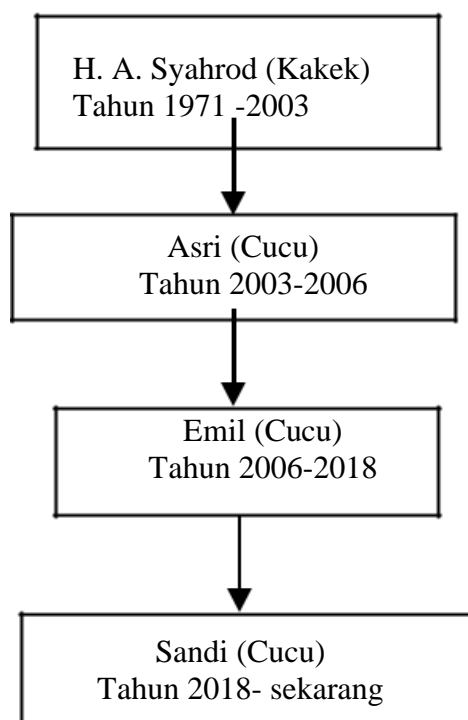 H. A. Syahrod (Kakek)
Tahun 1971 -2003
Asri (Cucu)
Tahun 2003-2006
Emil (Cucu)
Tahun 2006-2018
Sandi (Cucu)
Tahun 2018- sekarang